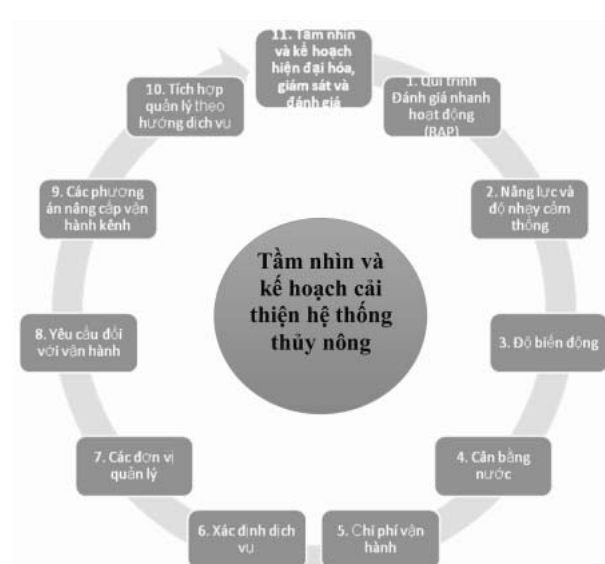 11. Tầm nhìn
và kế hoạch
hiện đại hóa,
giám sát và
đánh giá
1. Qui trình
Đánh giá nhanh
hoạt động
(RAP)
2. Năng lực và
độ nhạy cảm
thống
3. Độ biến động
4. Cân bằng
nước
5. Chi phí vận
hành
6. Xác định dịch
vụ
7. Các đơn vị
quản lý
8. Yêu cầu đối
với vận hành
9. Các phương
án nâng cấp vận
hành kênh
10. Tích hợp
quản lý theo
hướng dịch vụ
Tầm nhìn và
kế hoạch cải
thiện hệ thống
thủy nông